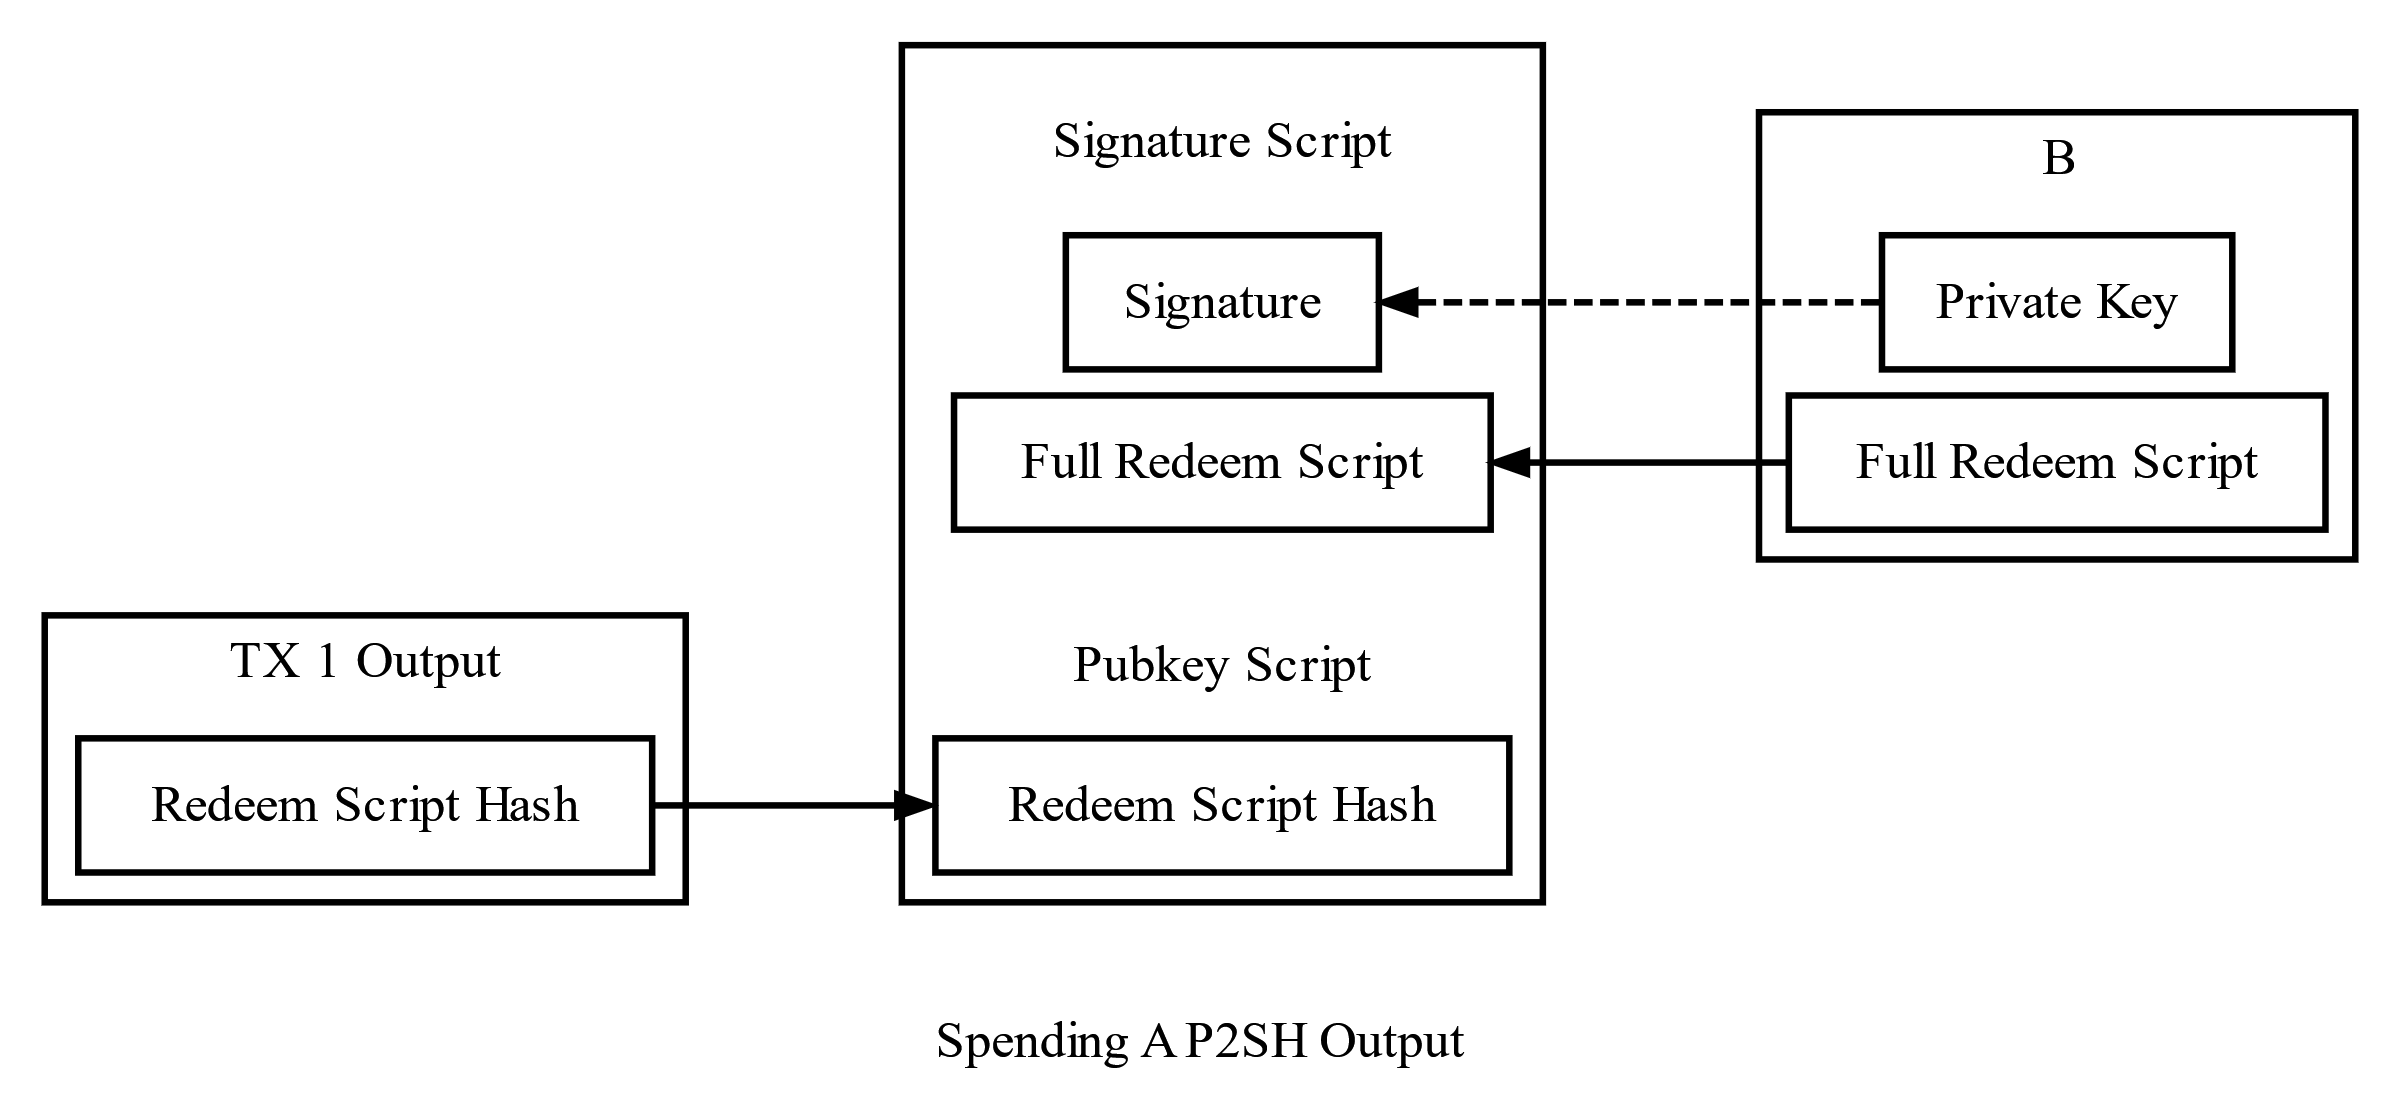 Signature Script
B
Signature
Private Key
Full Redeem Script
Full Redeem Script
TX 1 Output
Pubkey Script
Redeem Script Hash
Redeem Script Hash
Spending A P2SH Output